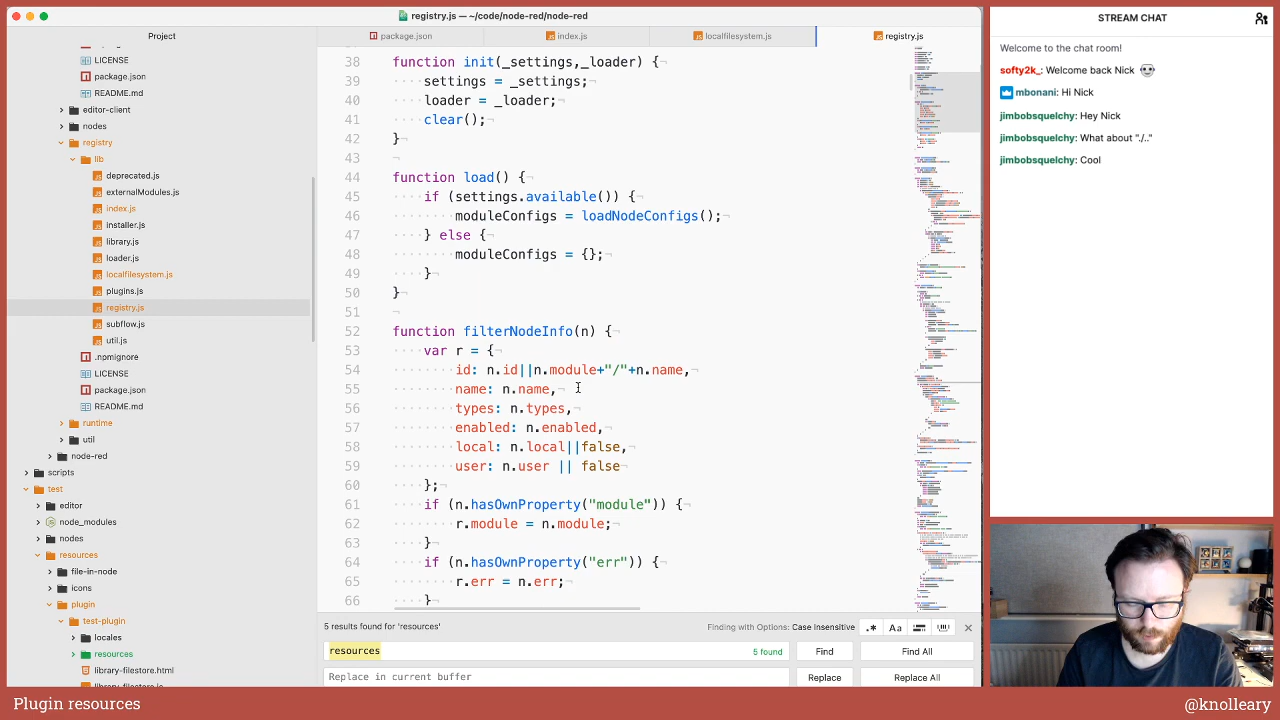 registry.js — ~/code/node-red/node-red
Project
package.json
index.js
localfilesystem.js
registry.js
LICENSE
package.json
README.md
editor-client
nodes
registry
lib
deprecated.js
externalModules.js
index.js
installer.js
library.js
loader.js
localfilesystem.js
plugins.js
registry.js
subflow.js
util.js
.npmignore
LICENSE
package.json
README.md
runtime
util
node-red
scripts
test
editor
node_modules
nodes
resources
55-in-node
icons
plugin
test-plugin
locales
resources
library-filestore.html
library-filestore.js
33 function init(_settings,_loader) {
34 settings = _settings;
35 loader = _loader;
36 clear();
37 }
38
39 function load() {
40 if (settings.available()) {
41 moduleConfigs = loadNodeConfigs();
42 } else {
43 moduleConfigs = {};
44 }
45 }
46
47 function filterNodeInfo(n) {
48 var r = {
49 id: n.id||n.module+"/"+n.name,
50 name: n.name,
51 types: n.types,
52 enabled: n.enabled,
53 local: n.local||false,
54 user: n.user || false
55 };
56 if (n.hasOwnProperty("module")) {
57 r.module = n.module;
58 }
59 if (n.hasOwnProperty("err")) {
60 r.err = n.err;
61 }
5 results found for 'resources'
Finding with Options: Case Insensitive
.*
Aa
resources
5 found
Find
Find All
Replace in current buffer
Replace
Replace All
STREAM CHAT
Welcome to the chat room!
softy2k_: Welcome back Nick
mbonani: Hi Nick
jimbobsquelchy: Hey Nick
jimbobsquelchy: What about "./.."
jimbobsquelchy: Cool
Plugin resources
@knolleary